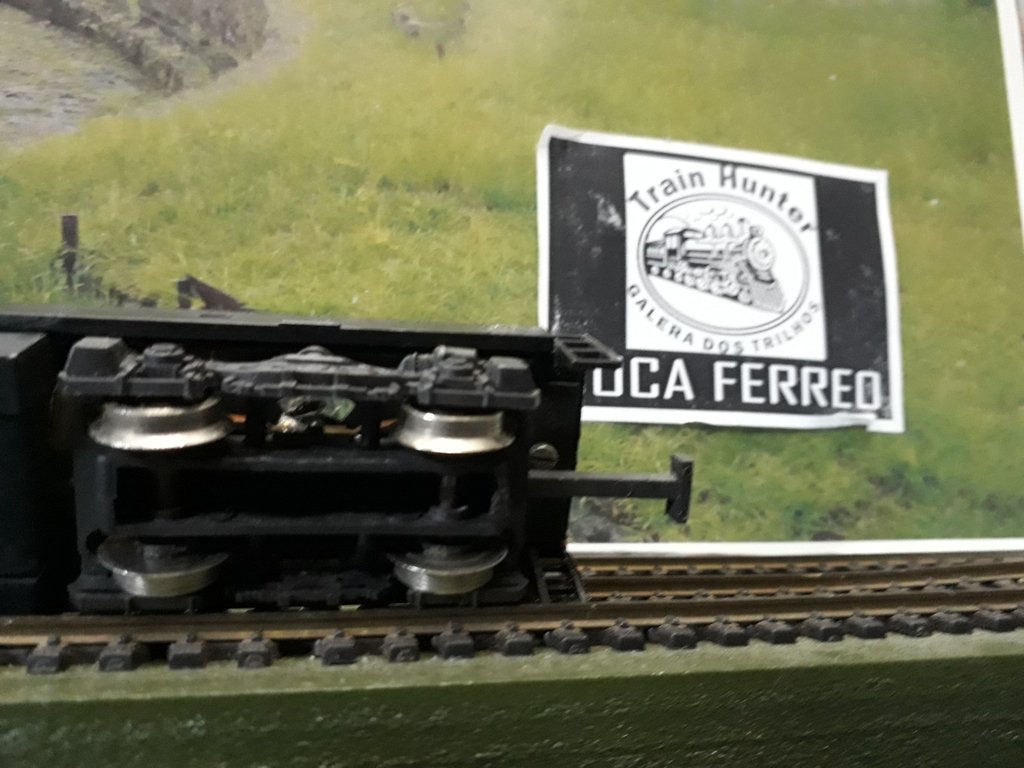 Train Hunter
GALERA DOS TRILHOS
OCA FERREO